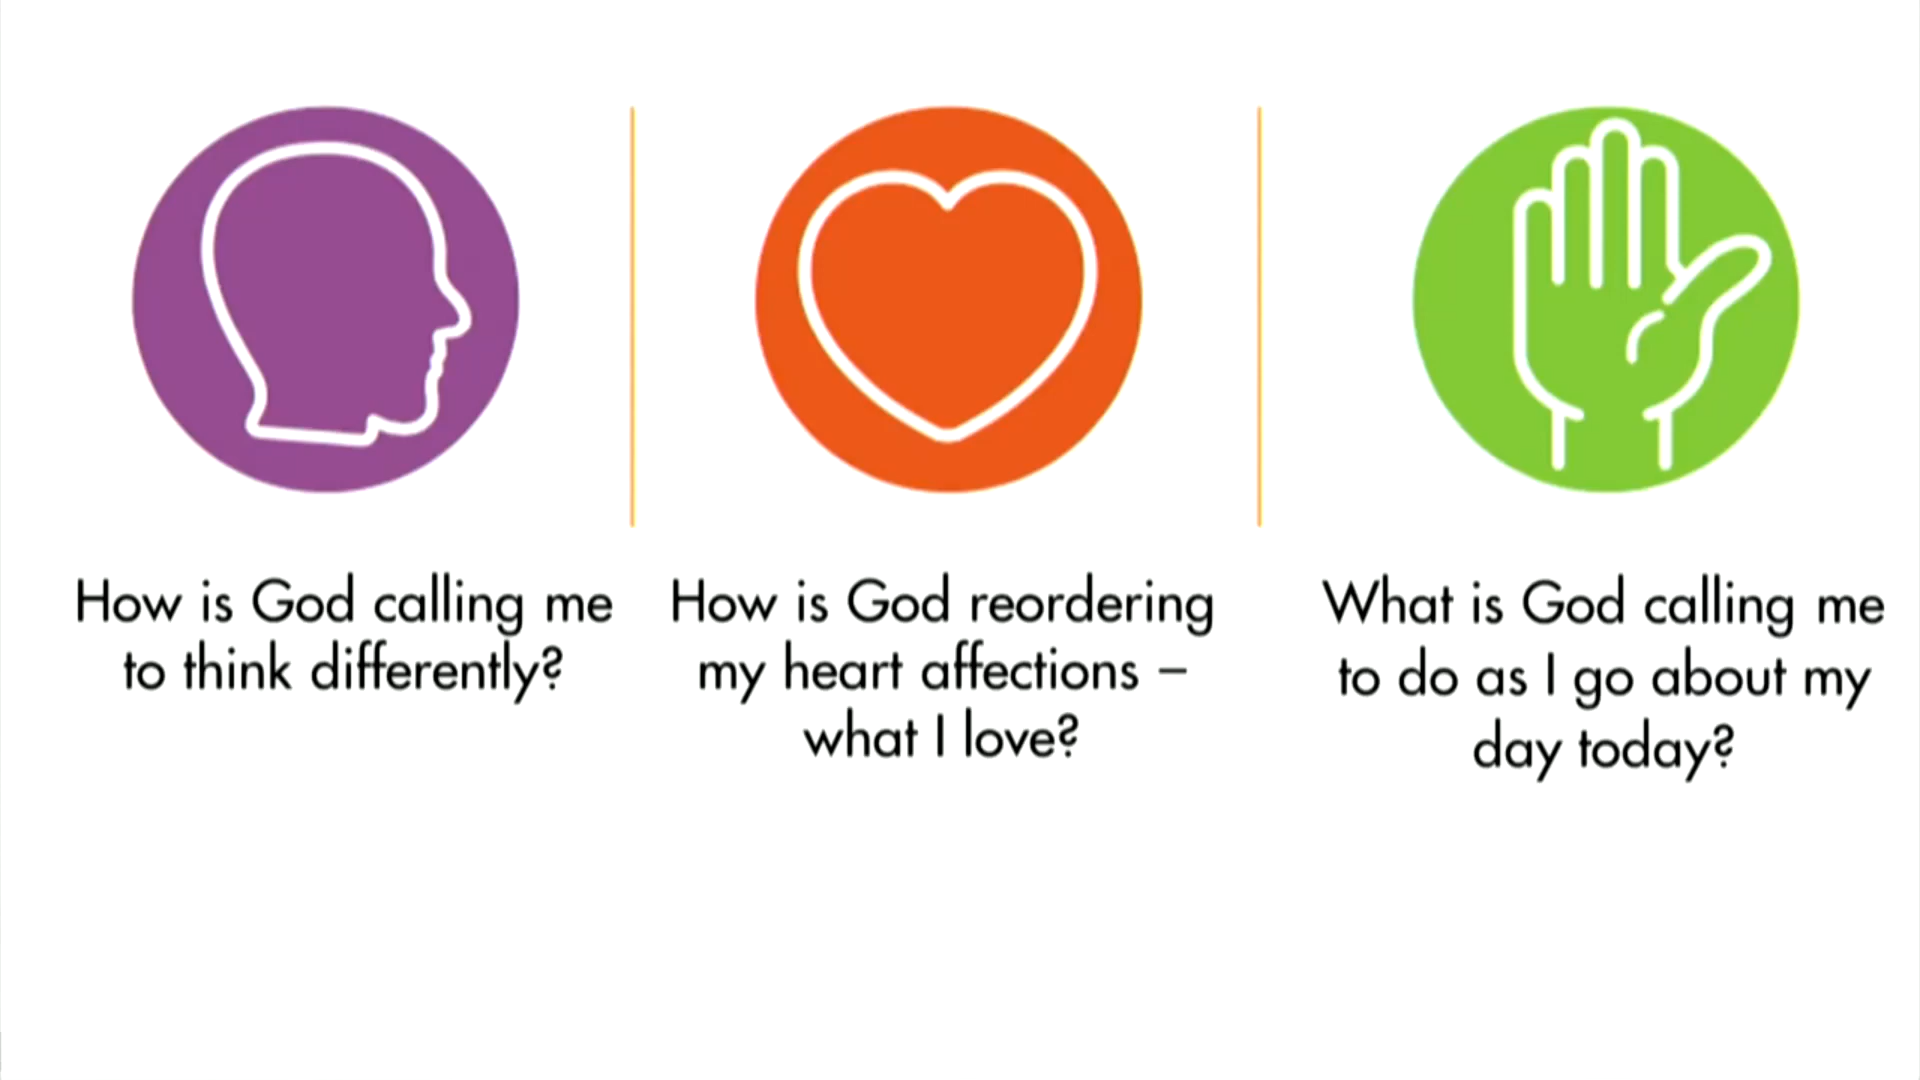 How is God calling me
to think differently?
How is God reordering
my heart affections –
what I love?
What is God calling me
to do as I go about my
day today?